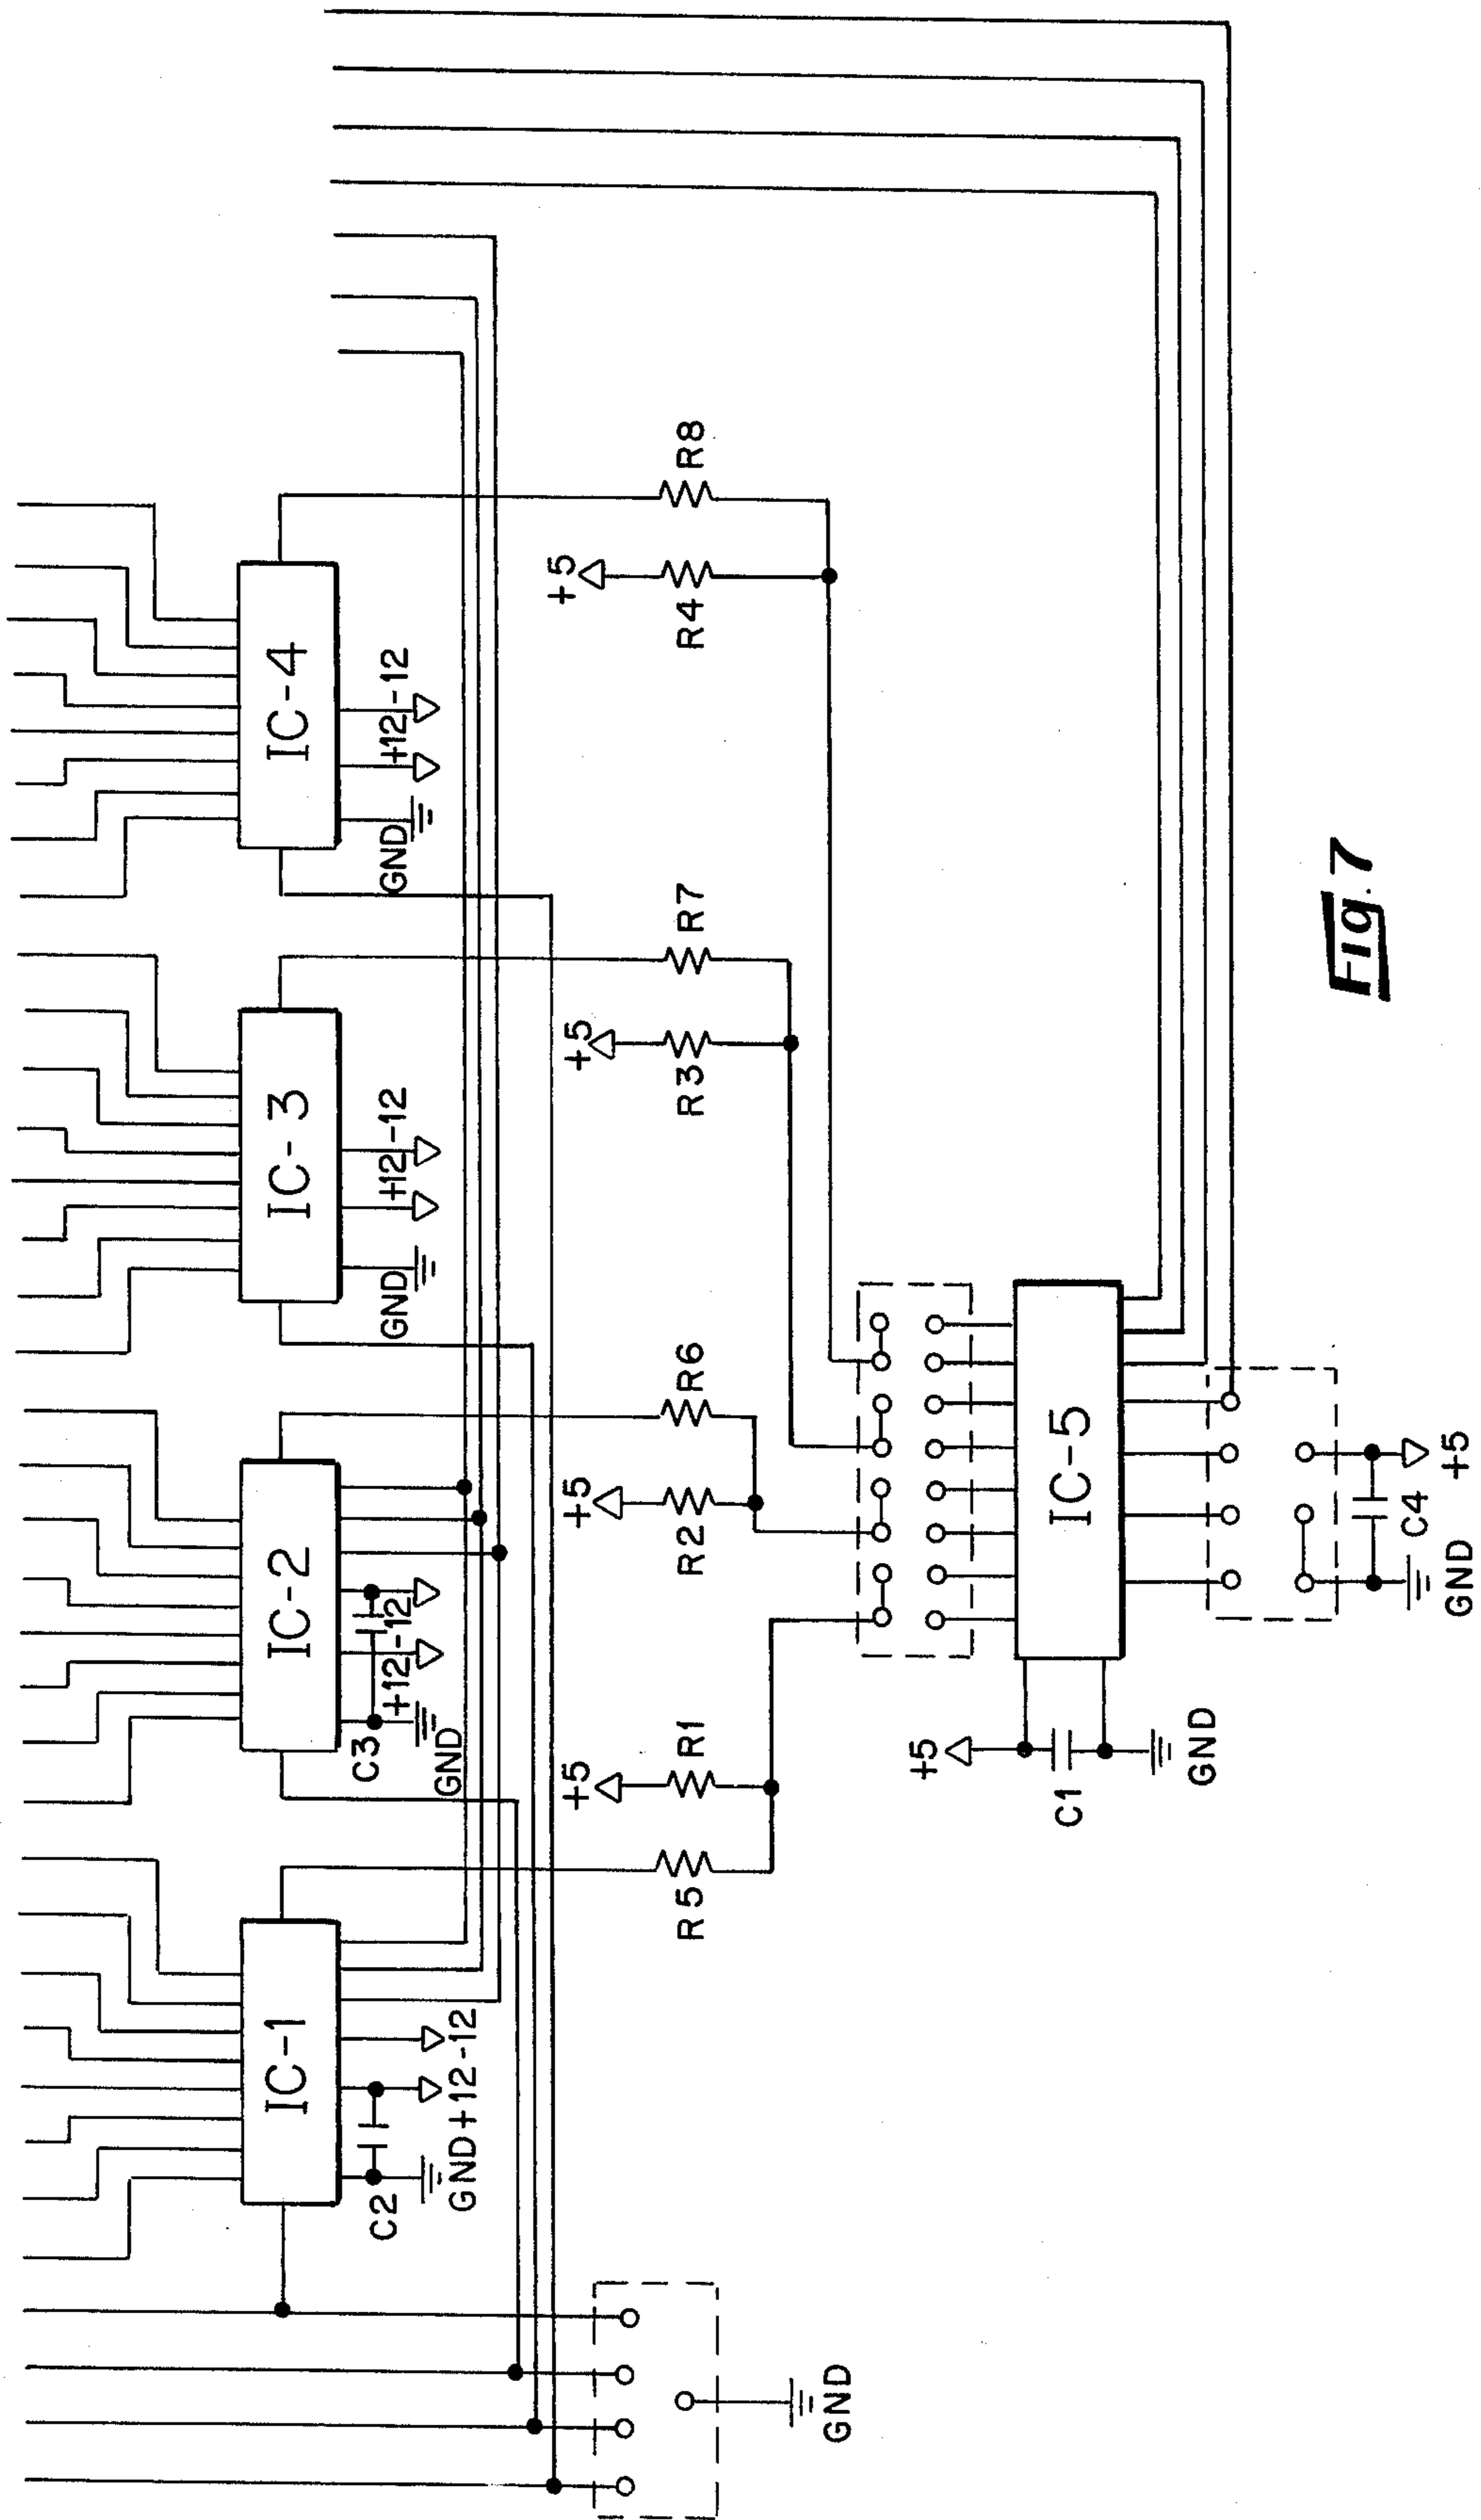 IC-1
IC-2
IC-3
IC-4
C2
GND+12-12
C3
+12-12
GND
GND
+12-12
GND
+12-12
R5
R1
+5
R2
+5
R6
R3
+5
R7
R4
+5
R8
GND
+5
C1
GND
IC-5
GND
C4
+5
Fig. 7